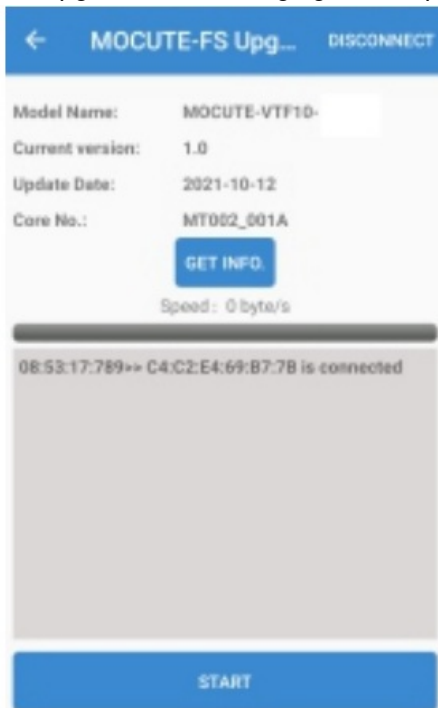 ← MOCUTE-FS Upg... DISCONNECT
Model Name: MOCUTE-VTF10-
Current version: 1.0
Update Date: 2021-10-12
Core No.: MT002_001A
GET INFO.
Speed: 0 byte/s
08:53:17:789>> C4:C2:E4:69:B7:7B is connected
START